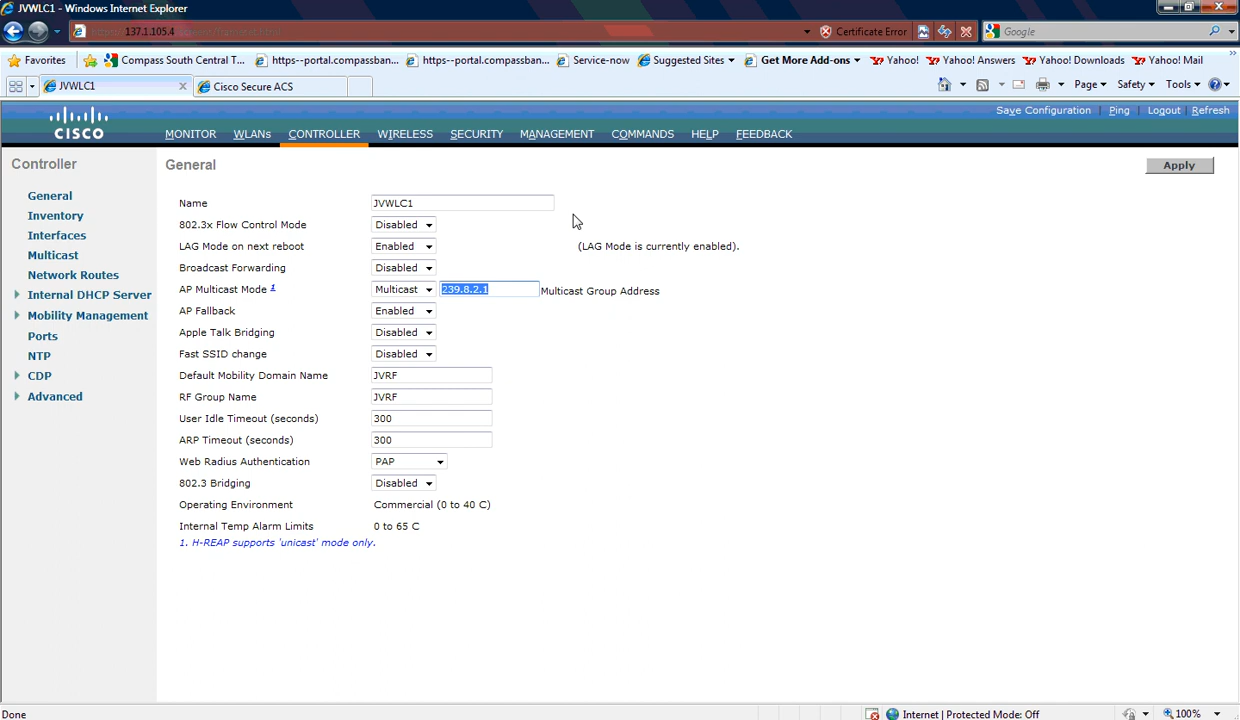 JVWLC1 - Windows Internet Explorer
137.1.105.4 Certificate Error Google
Favorites Compass South Central T... https--portal.compassban... https--portal.compassban... Service-now Suggested Sites Get More Add-ons Yahoo! Yahoo! Answers Yahoo! Downloads Yahoo! Mail »
JVWLC1 Cisco Secure ACS Page Safety Tools
Save Configuration | Ping | Logout | Refresh
CISCO MONITOR WLANs CONTROLLER WIRELESS SECURITY MANAGEMENT COMMANDS HELP FEEDBACK
Controller
General
Inventory
Interfaces
Multicast
Network Routes
Internal DHCP Server
Mobility Management
Ports
NTP
CDP
Advanced
General Apply
Name JVWLC1
802.3x Flow Control Mode Disabled
LAG Mode on next reboot Enabled (LAG Mode is currently enabled).
Broadcast Forwarding Disabled
AP Multicast Mode 1 Multicast 239.8.2.1 Multicast Group Address
AP Fallback Enabled
Apple Talk Bridging Disabled
Fast SSID change Disabled
Default Mobility Domain Name JVRF
RF Group Name JVRF
User Idle Timeout (seconds) 300
ARP Timeout (seconds) 300
Web Radius Authentication PAP
802.3 Bridging Disabled
Operating Environment Commercial (0 to 40 C)
Internal Temp Alarm Limits 0 to 65 C
1. H-REAP supports 'unicast' mode only.
Done Internet | Protected Mode: Off 100%